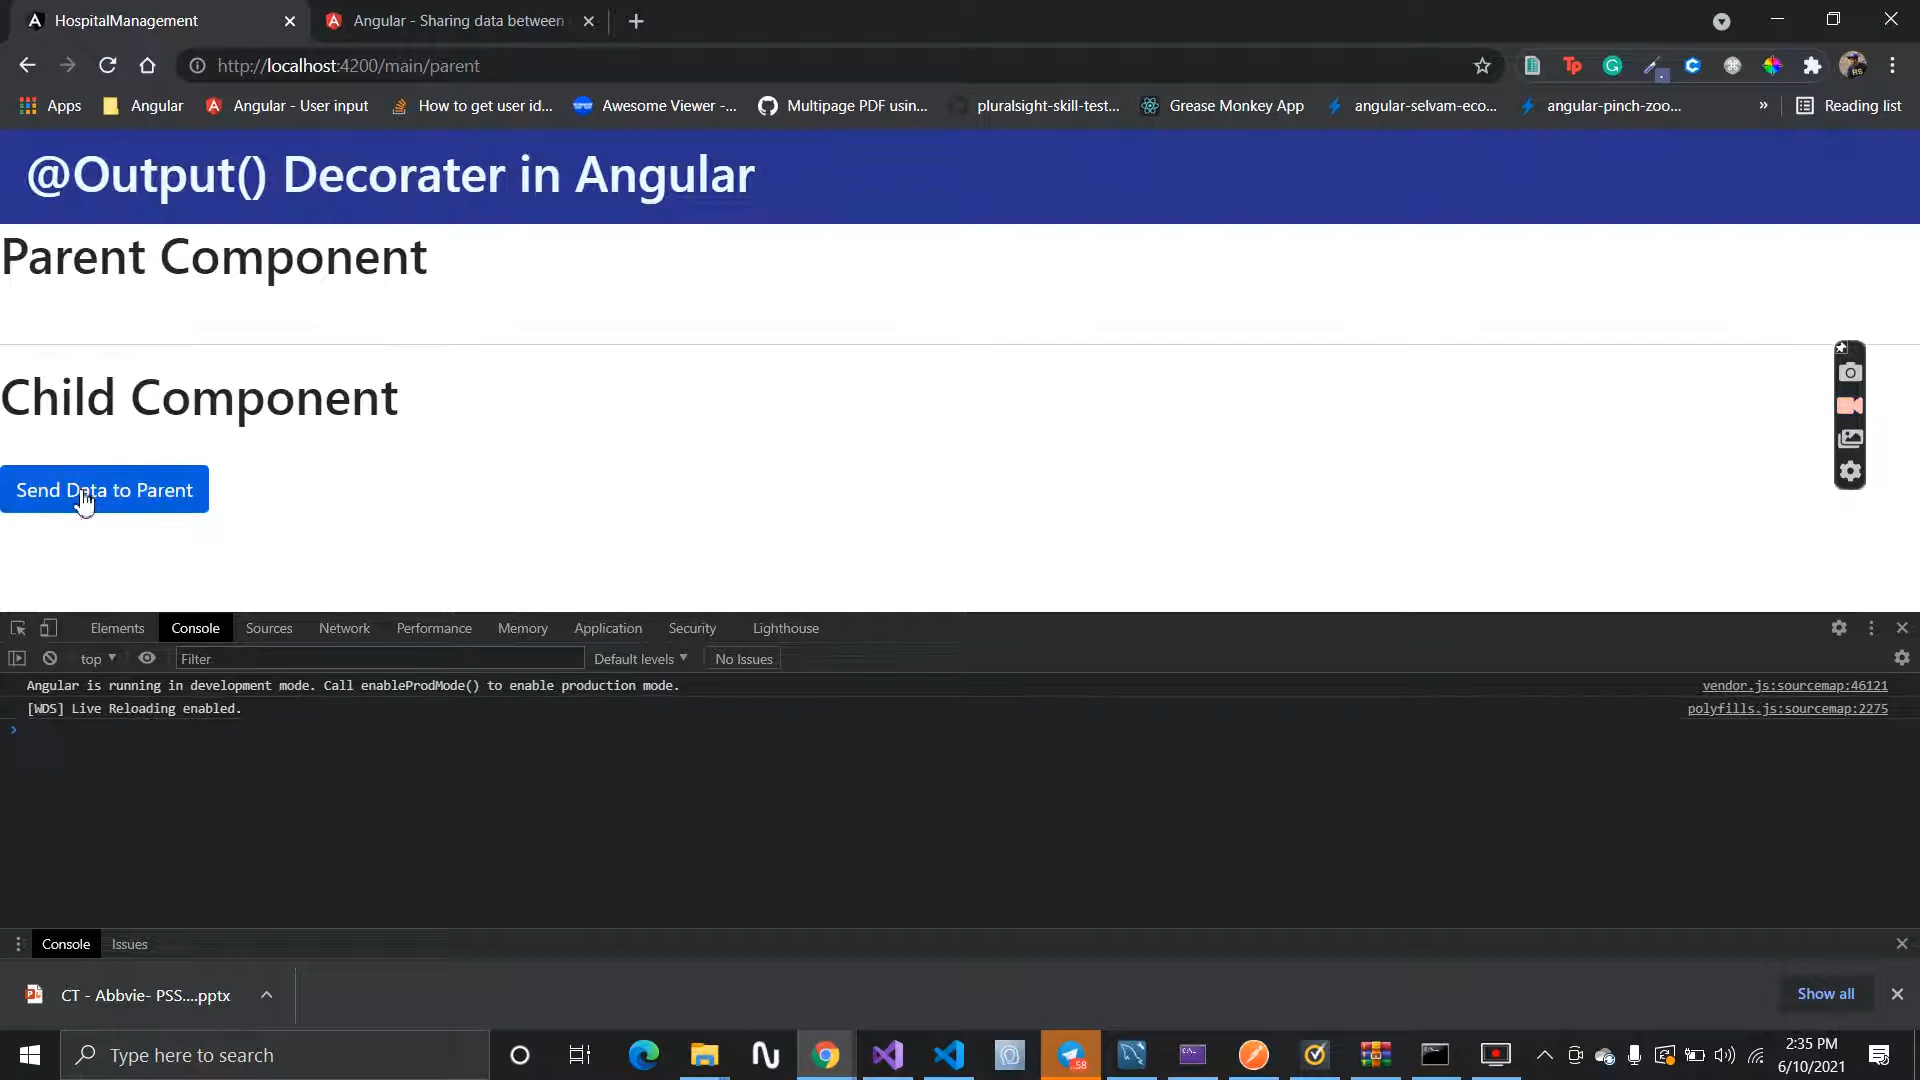 HospitalManagement
Angular - Sharing data between
http://localhost:4200/main/parent
Apps Angular Angular - User input How to get user id... Awesome Viewer -... Multipage PDF usin... pluralsight-skill-test... Grease Monkey App angular-selvam-eco... angular-pinch-zoo... » Reading list
@Output() Decorater in Angular
Parent Component
Child Component
Send Data to Parent
Elements Console Sources Network Performance Memory Application Security Lighthouse
top Filter Default levels No Issues
Angular is running in development mode. Call enableProdMode() to enable production mode. vendor.js:sourcemap:46121
[WDS] Live Reloading enabled. polyfills.js:sourcemap:2275
Console Issues
CT - Abbvie- PSS....pptx Show all
Type here to search
58
2:35 PM
6/10/2021